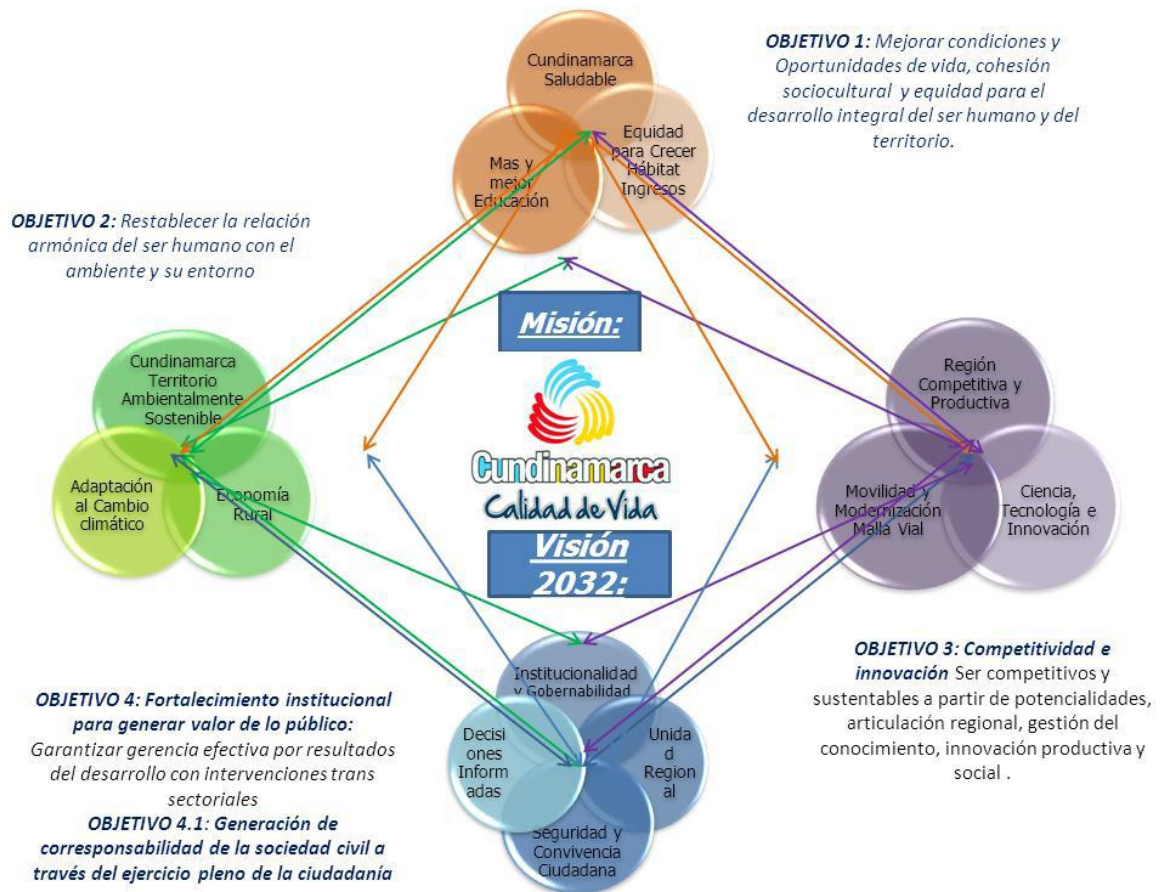 Cundinamarca
Saludable
Mas y
mejor
Educación
Equidad
para Crecer
Hábitat
Ingresos
OBJETIVO 1: Mejorar condiciones y
Oportunidades de vida, cohesión
sociocultural y equidad para el
desarrollo integral del ser humano y del
territorio.
OBJETIVO 2: Restablecer la relación
armónica del ser humano con el
ambiente y su entorno
Misión:
Cundinamarca
Calidad de Vida
Visión
2032:
Cundinamarca
Territorio
Ambientalmente
Sostenible
Adaptación
al Cambio
climático
Economía
Rural
Región
Competitiva y
Productiva
Movilidad y
Modernización
Malla Vial
Ciencia,
Tecnología e
Innovación
Institucionalidad
y Gobernabilidad
Decisi
ones
Inform
adas
Unida
d
Region
al
Seguridad y
Convivencia
Ciudadana
OBJETIVO 3: Competitividad e
innovación Ser competitivos y
sustentables a partir de potencialidades,
articulación regional, gestión del
conocimiento, innovación productiva y
social .
OBJETIVO 4: Fortalecimiento institucional
para generar valor de lo público:
Garantizar gerencia efectiva por resultados
del desarrollo con intervenciones trans
sectoriales
OBJETIVO 4.1: Generación de
corresponsabilidad de la sociedad civil a
través del ejercicio pleno de la ciudadanía